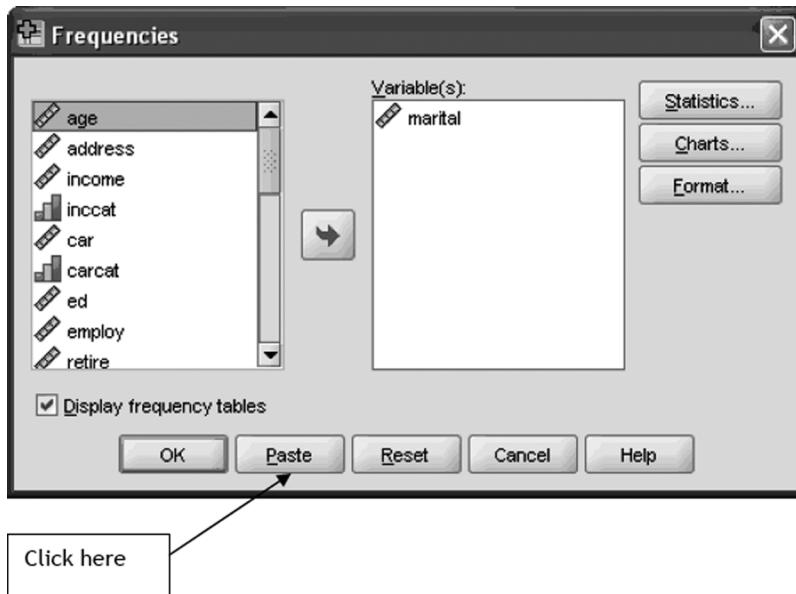 Frequencies
Variable(s):
age
address
income
inccat
car
carcat
ed
employ
retire
marital
Statistics...
Charts...
Format...
Display frequency tables
OK
Paste
Reset
Cancel
Help
Click here